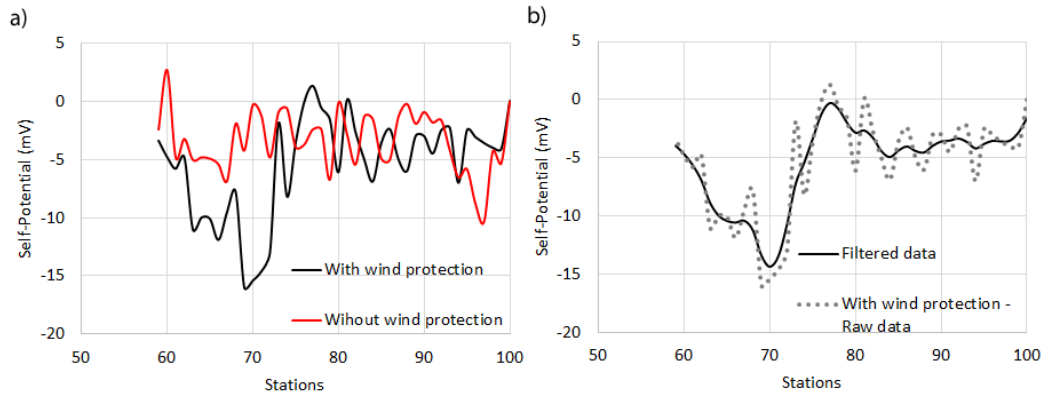 a)
5
0
-5
-10
-15
-20
Self-Potential (mV)
With wind protection
Wihout wind protection
50
60
70
80
90
100
Stations
b)
5
0
-5
-10
-15
-20
Self-Potential (mV)
Filtered data
With wind protection -
Raw data
50
60
70
80
90
100
Stations